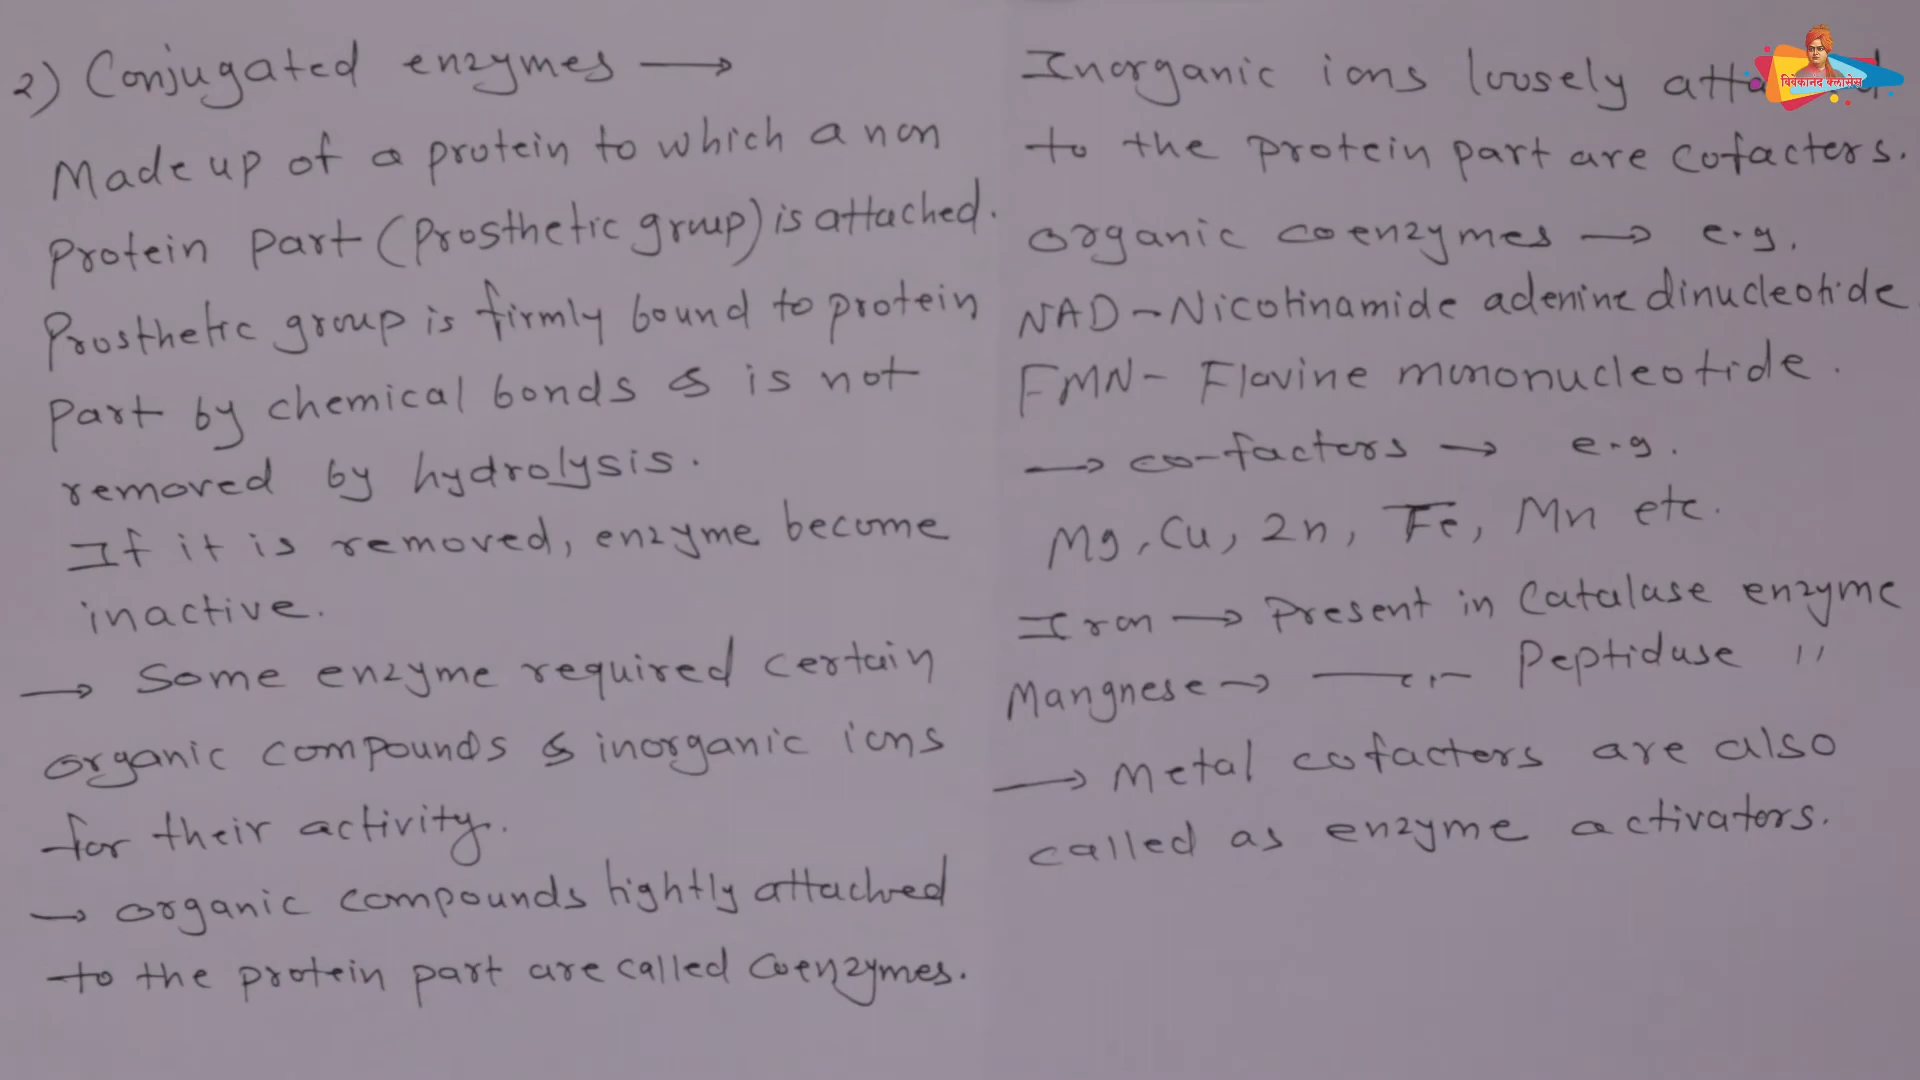 2) Conjugated enzymes →
Made up of a protein to which a non
protein part (Prosthetic group) is attached.
Prosthetic group is firmly bound to protein
part by chemical bonds & is not
removed by hydrolysis.
If it is removed, enzyme become
inactive.
→ Some enzyme required certain
organic compounds & inorganic ions
for their activity.
→ organic compounds tightly attached
to the protein part are called coenzymes.
Inorganic ions loosely attached
to the protein part are cofacters.
organic coenzymes → e.g.
NAD - Nicotinamide adenine dinucleotide
FMN - Flavine mononucleotide.
→ co-factors → e.g.
Mg, Cu, Zn, Fe, Mn etc.
Iron → Present in Catalase enzyme
Mangnese → —·,·— Peptidase "
→ Metal cofacters are also
called as enzyme activators.
विवेकानंद क्लासेस